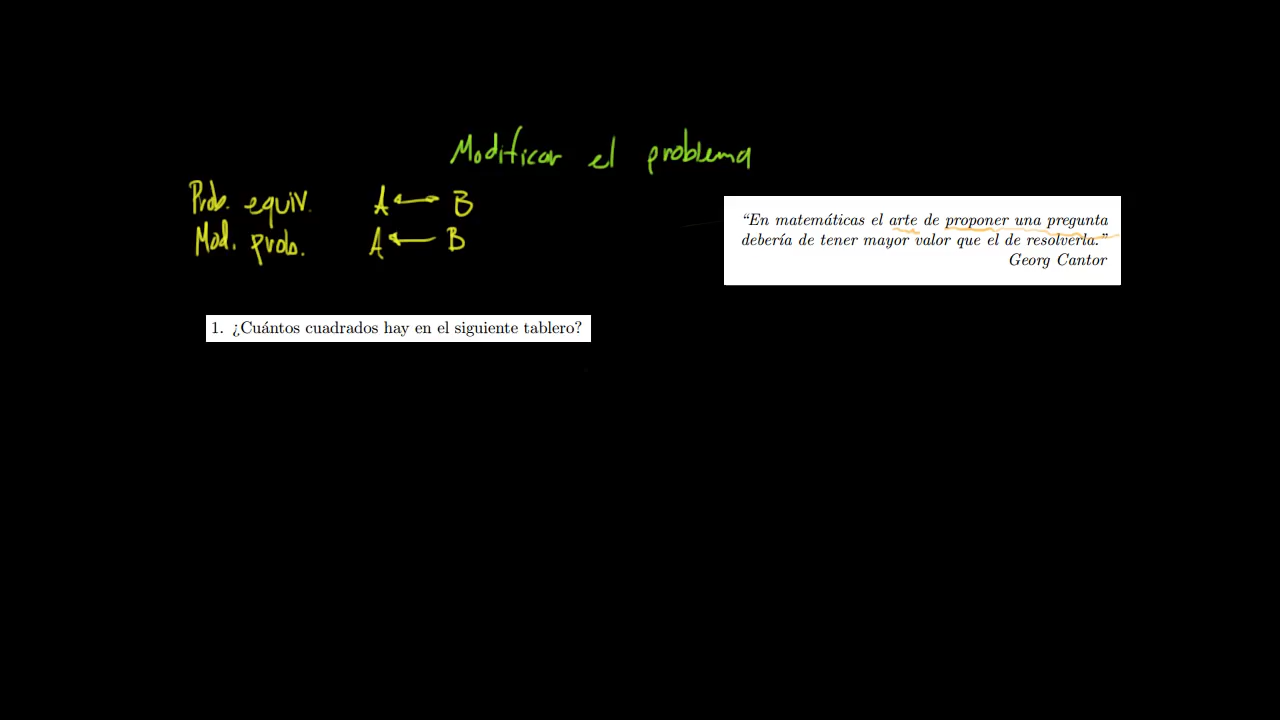 Modificar el problema
Prob. equiv. A ↔ B
Mod. prob. A ← B
“En matemáticas el arte de proponer una pregunta
debería de tener mayor valor que el de resolverla.”
Georg Cantor
1. ¿Cuántos cuadrados hay en el siguiente tablero?